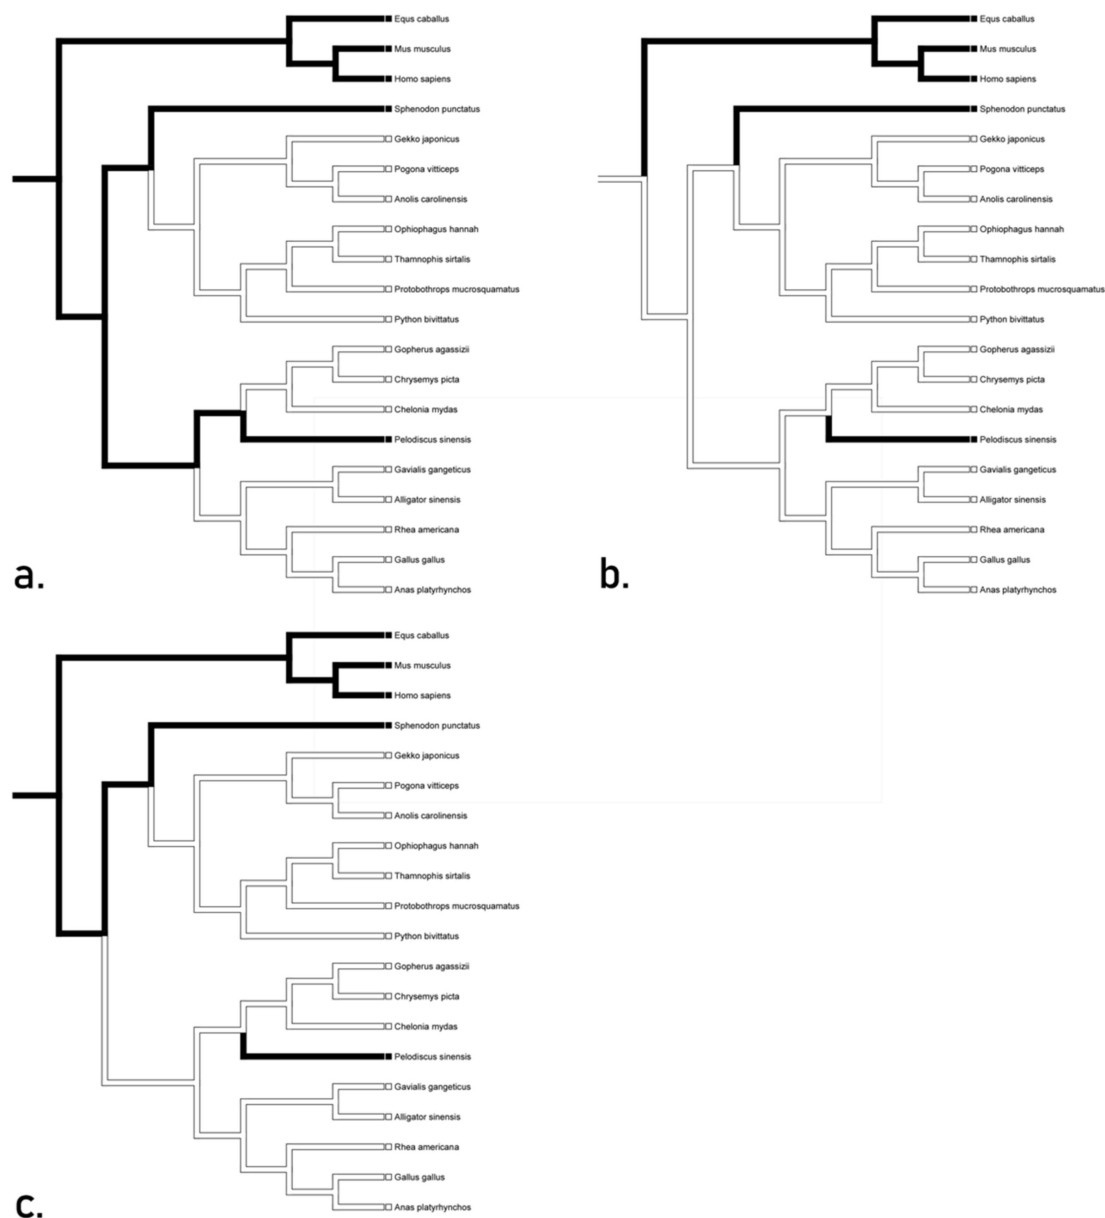 Equus caballus
Mus musculus
Homo sapiens
Sphenodon punctatus
Gekko japonicus
Pogona vitticeps
Anolis carolinensis
Ophiophagus hannah
Thamnophis sirtalis
Protobothrops mucrosquamatus
Python bivittatus
Gopherus agassizii
Chrysemys picta
Chelonia mydas
Pelodiscus sinensis
Gavialis gangeticus
Alligator sinensis
Rhea americana
Gallus gallus
Anas platyrhynchos
a.
Equus caballus
Mus musculus
Homo sapiens
Sphenodon punctatus
Gekko japonicus
Pogona vitticeps
Anolis carolinensis
Ophiophagus hannah
Thamnophis sirtalis
Protobothrops mucrosquamatus
Python bivittatus
Gopherus agassizii
Chrysemys picta
Chelonia mydas
Pelodiscus sinensis
Gavialis gangeticus
Alligator sinensis
Rhea americana
Gallus gallus
Anas platyrhynchos
b.
Equus caballus
Mus musculus
Homo sapiens
Sphenodon punctatus
Gekko japonicus
Pogona vitticeps
Anolis carolinensis
Ophiophagus hannah
Thamnophis sirtalis
Protobothrops mucrosquamatus
Python bivittatus
Gopherus agassizii
Chrysemys picta
Chelonia mydas
Pelodiscus sinensis
Gavialis gangeticus
Alligator sinensis
Rhea americana
Gallus gallus
Anas platyrhynchos
c.